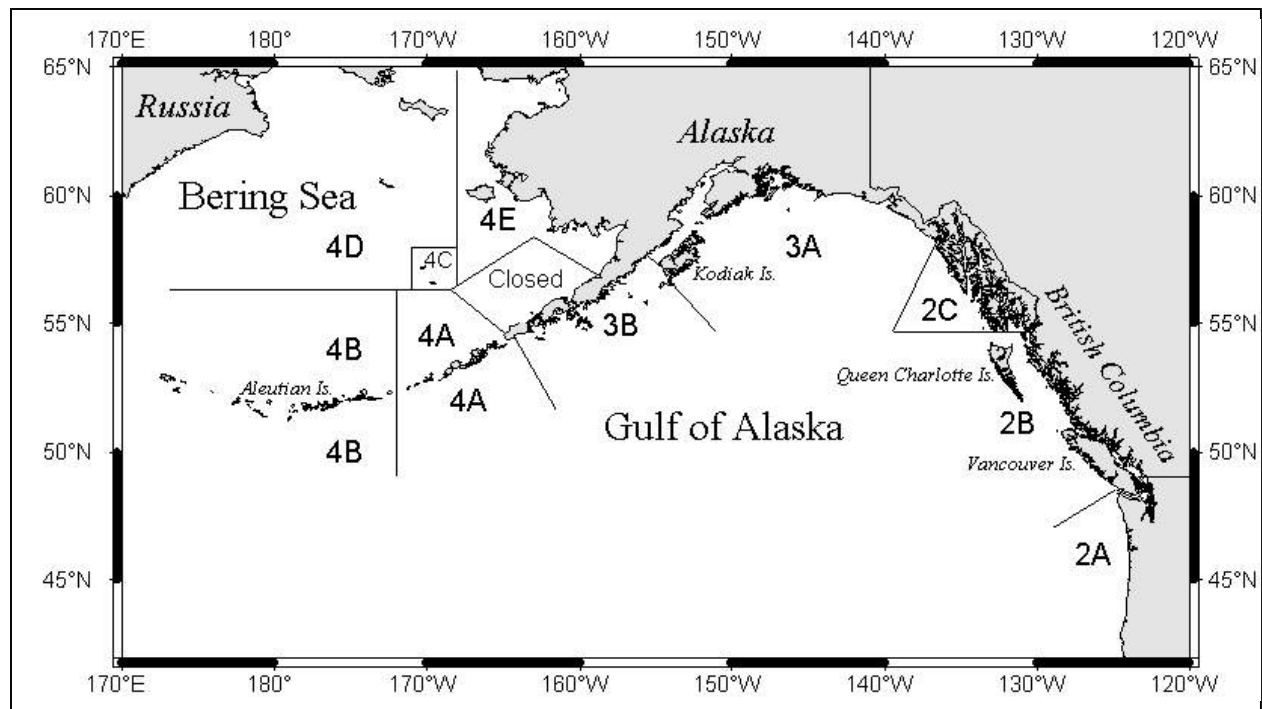 170°E 180° 170°W 160°W 150°W 140°W 130°W 120°W
65°N 65°N
Russia
Alaska
60°N 60°N
Bering Sea
4E
4D
3A
4C
Closed
Kodiak Is.
British Columbia
3B
2C
55°N 55°N
4A
4B
Queen Charlotte Is.
Aleutian Is.
4A
Gulf of Alaska
2B
4B
50°N 50°N
Vancouver Is.
2A
45°N 45°N
170°E 180° 170°W 160°W 150°W 140°W 130°W 120°W